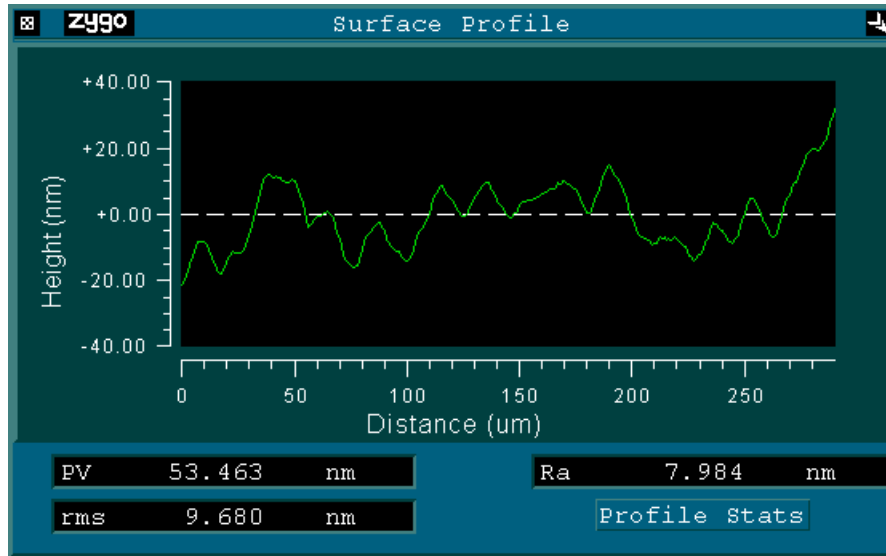 zygo Surface Profile
+40.00
+20.00
+0.00
-20.00
-40.00
Height (nm)
0 50 100 150 200 250
Distance (um)
PV 53.463 nm Ra 7.984 nm
rms 9.680 nm Profile Stats